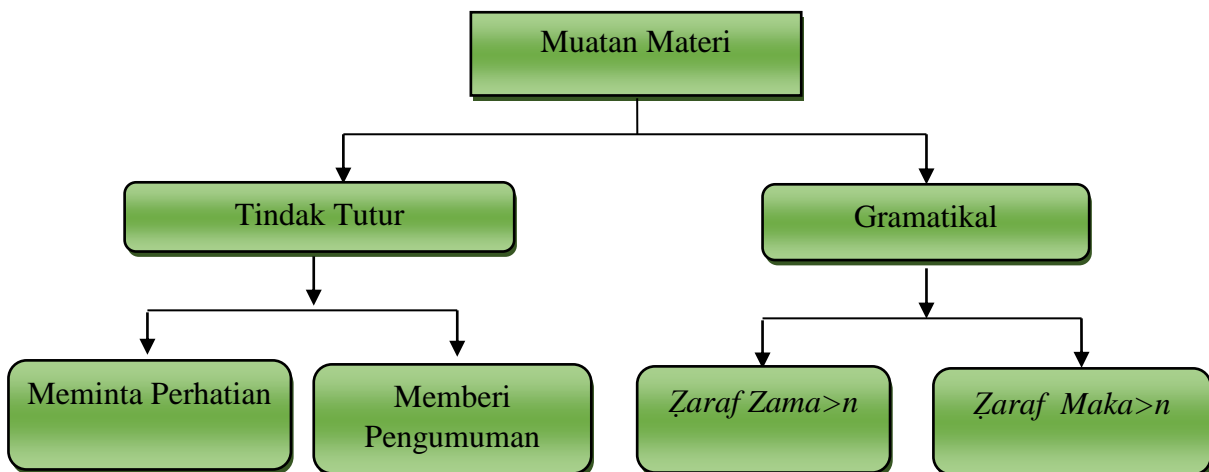 Muatan Materi
Tindak Tutur
Gramatikal
Meminta Perhatian
Memberi
Pengumuman
Ẓaraf Zama>n
Ẓaraf Maka>n